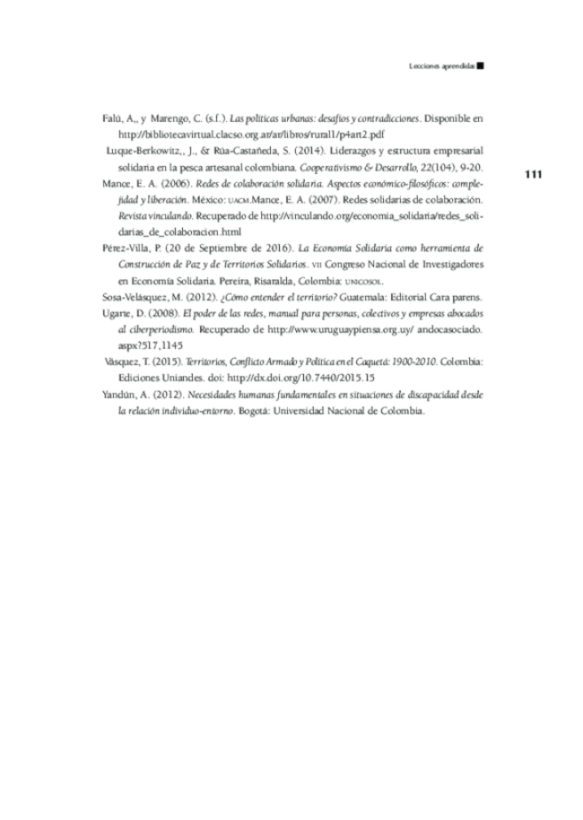 Lecciones aprendidas
111
Falú, A,, y Marengo, C. (s.f.). Las políticas urbanas: desafíos y contradicciones. Disponible en
http://bibliotecavirtual.clacso.org.ar/ar/libros/rural1/p4art2.pdf
Luque-Berkowitz,, J., & Rúa-Castañeda, S. (2014). Liderazgos y estructura empresarial
solidaria en la pesca artesanal colombiana. Cooperativismo & Desarrollo, 22(104), 9-20.
Mance, E. A. (2006). Redes de colaboración solidaria. Aspectos económico-filosóficos: comple-
jidad y liberación. México: UACM.Mance, E. A. (2007). Redes solidarias de colaboración.
Revista vinculando. Recuperado de http://vinculando.org/economia_solidaria/redes_soli-
darias_de_colaboracion.html
Pérez-Villa, P. (20 de Septiembre de 2016). La Economía Solidaria como herramienta de
Construcción de Paz y de Territorios Solidarios. VII Congreso Nacional de Investigadores
en Economía Solidaria. Pereira, Risaralda, Colombia: UNICOSOL.
Sosa-Velásquez, M. (2012). ¿Cómo entender el territorio? Guatemala: Editorial Cara parens.
Ugarte, D. (2008). El poder de las redes, manual para personas, colectivos y empresas abocados
al ciberperiodismo. Recuperado de http://www.uruguaypiensa.org.uy/ andocasociado.
aspx?517,1145
Vásquez, T. (2015). Territorios, Conflicto Armado y Política en el Caquetá: 1900-2010. Colombia:
Ediciones Uniandes. doi: http://dx.doi.org/10.7440/2015.15
Yandún, A. (2012). Necesidades humanas fundamentales en situaciones de discapacidad desde
la relación individuo-entorno. Bogotá: Universidad Nacional de Colombia.